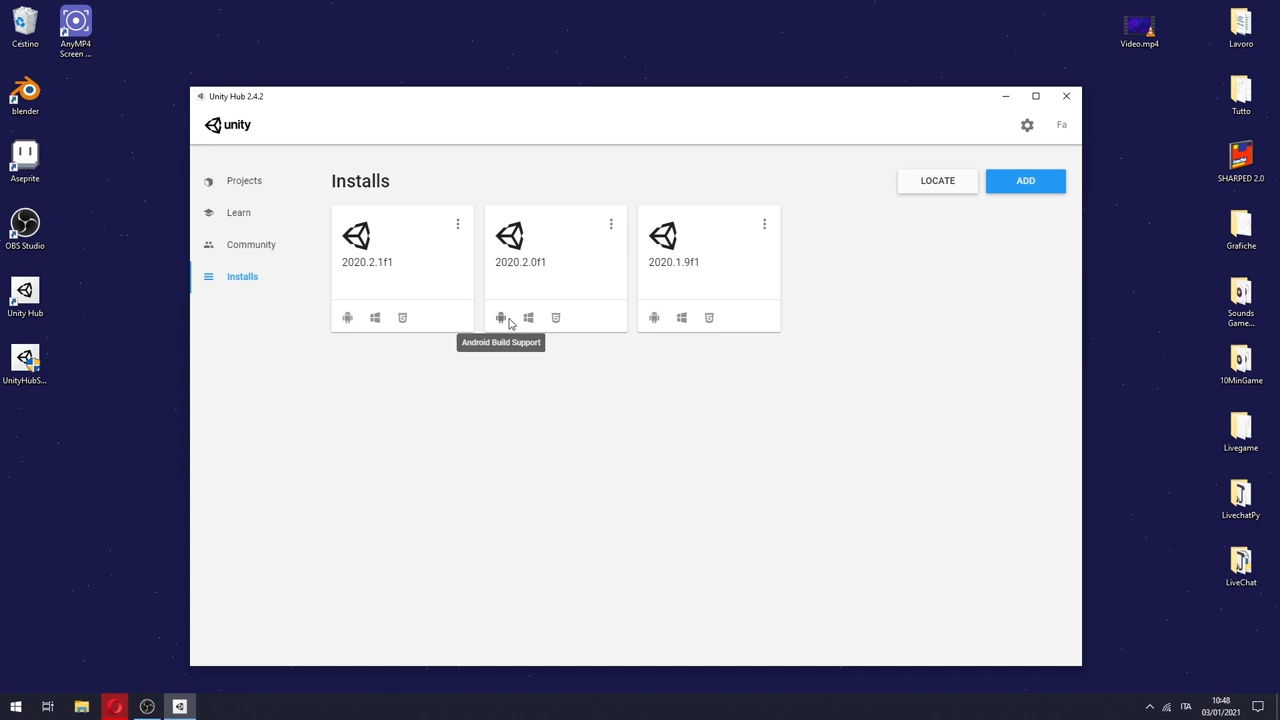 Cestino
AnyMP4
Screen ...
blender
Aseprite
OBS Studio
Unity Hub
UnityHubS...
Video.mp4
Lavoro
Tutto
SHARPED 2.0
Grafiche
Sounds
Game...
10MinGame
Livegame
LivechatPy
LiveChat
Unity Hub 2.4.2
unity
Fa
Projects
Learn
Community
Installs
Installs
LOCATE
ADD
2020.2.1f1
2020.2.0f1
2020.1.9f1
Android Build Support
ITA
10:48
03/01/2021